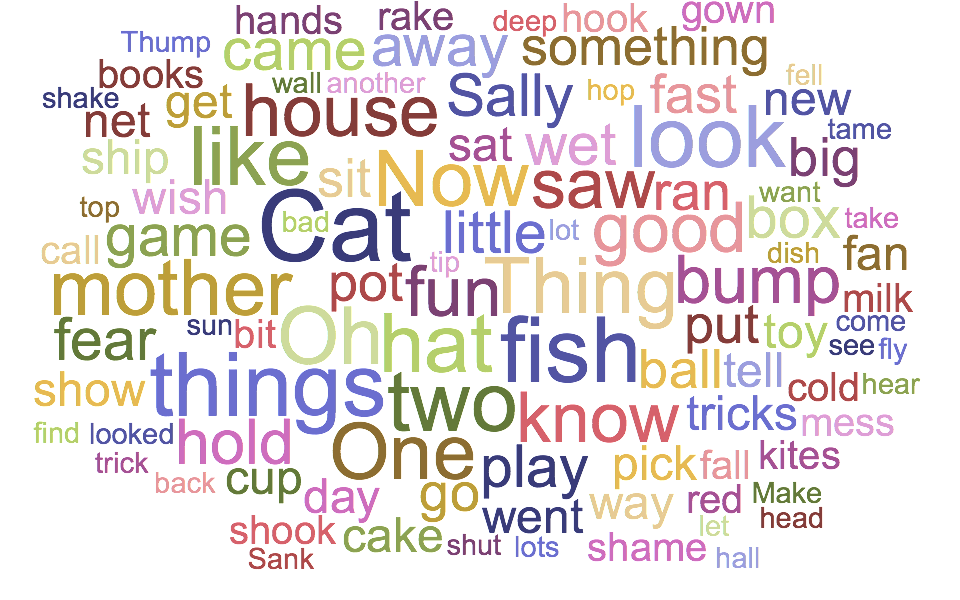 hands rake deep hook gown
Thump came away something
books wall another Sally hop fast fell
shake net get house new
tame
ship like sat wet look big
wish sit Now saw ran want
top Cat bad little lot good box take
call game tip dish fan
mother pot fun Thing bump milk
fear sun bit Oh hat fish put toy come
see fly
show things two ball tell cold hear
find looked hold know tricks mess
trick One play pick fall kites
back cup day go way red Make
went head
shook cake shut lots shame let
Sank hall